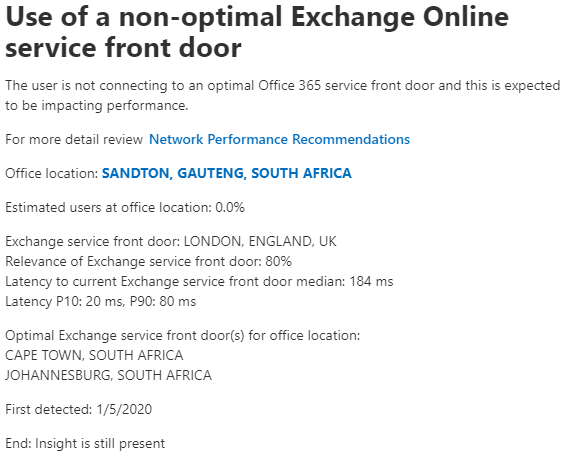 Use of a non-optimal Exchange Online
service front door
The user is not connecting to an optimal Office 365 service front door and this is expected
to be impacting performance.
For more detail review Network Performance Recommendations
Office location: SANDTON, GAUTENG, SOUTH AFRICA
Estimated users at office location: 0.0%
Exchange service front door: LONDON, ENGLAND, UK
Relevance of Exchange service front door: 80%
Latency to current Exchange service front door median: 184 ms
Latency P10: 20 ms, P90: 80 ms
Optimal Exchange service front door(s) for office location:
CAPE TOWN, SOUTH AFRICA
JOHANNESBURG, SOUTH AFRICA
First detected: 1/5/2020
End: Insight is still present